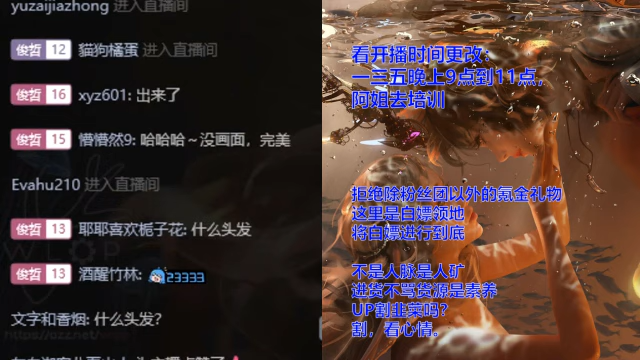 yuzaijiazhong 进入直播间
俊哲 12 貓狗橘蛋 进入直播间
俊哲 16 xyz601: 出来了
俊哲 15 懵懵然9: 哈哈哈～没画面，完美
Evahu210 进入直播间
俊哲 13 耶耶喜欢栀子花: 什么头发
俊哲 13 酒醒竹林: 23333
文字和香烟: 什么头发？
看开播时间更改：
一三五晚上9点到11点，
阿姐去培训
拒绝除粉丝团以外的氪金礼物
这里是白嫖领地
将白嫖进行到底
不是人脉是人矿
进货不骂货源是素养
UP割韭菜吗？
割，看心情。